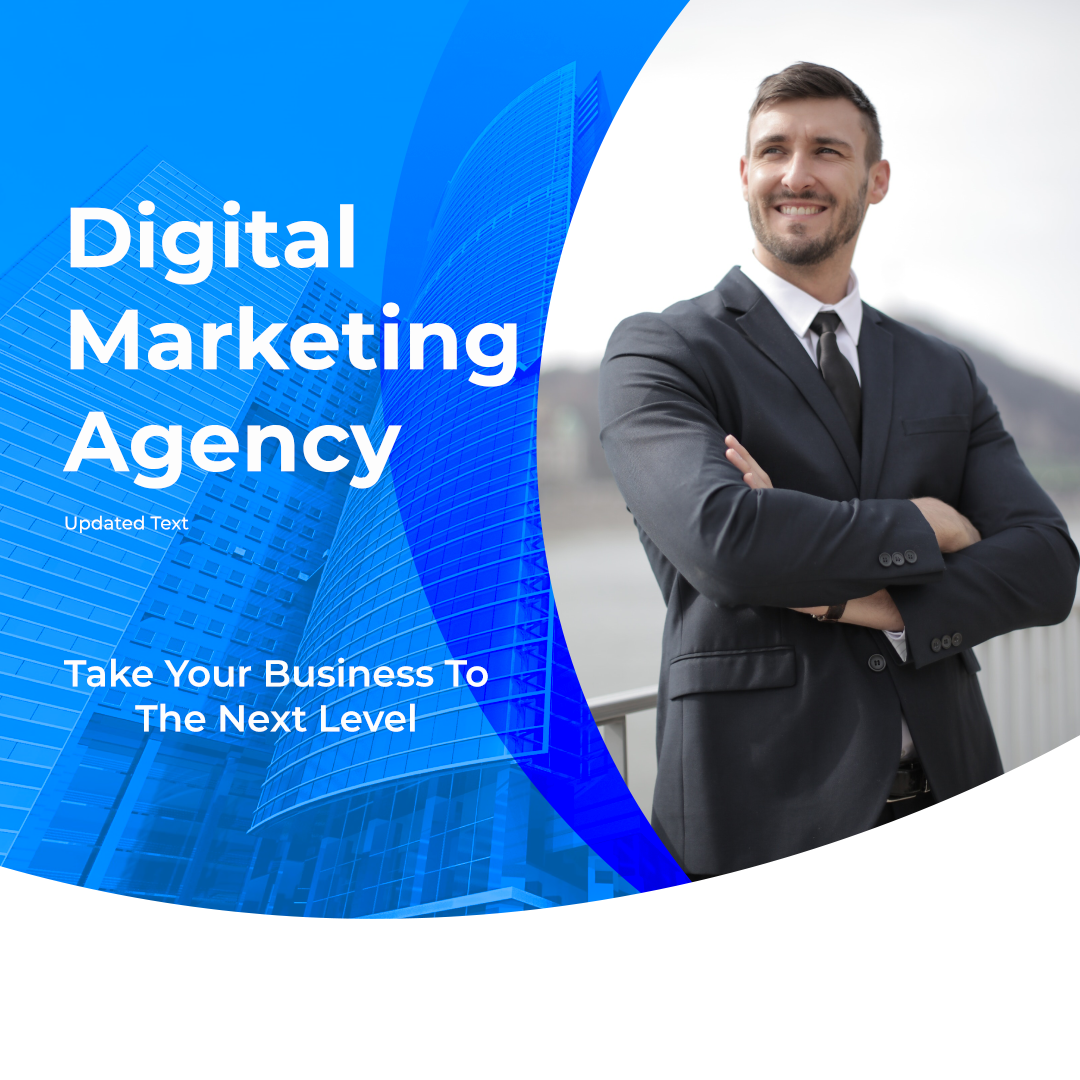 Digital
Marketing
Agency
Updated Text
Take Your Business To
The Next Level